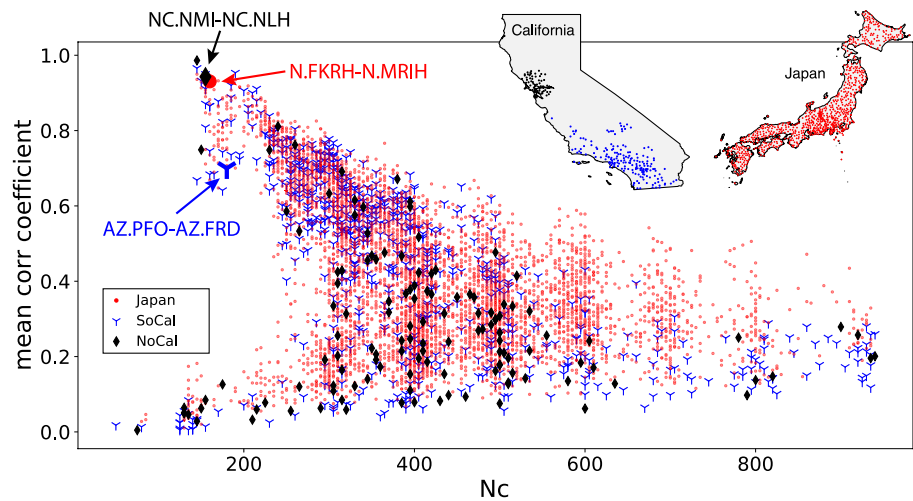 NC.NMI-NC.NLH
California
1.0
N.FKRH-N.MRIH
Japan
0.8
0.6
AZ.PFO-AZ.FRD
mean corr coefficient
0.4
Japan
SoCal
NoCal
0.2
0.0
200
400
600
800
Nc